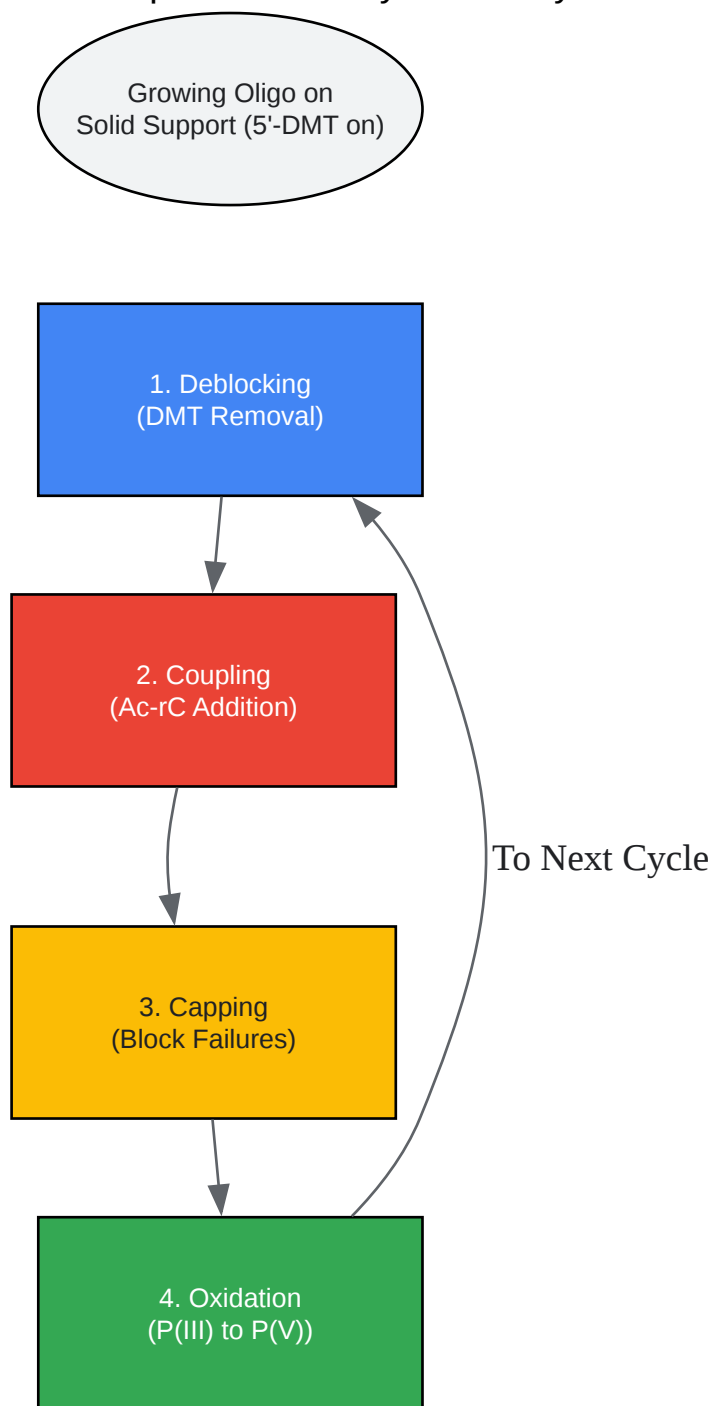 Growing Oligo on
Solid Support (5'-DMT on)
1. Deblocking
(DMT Removal)
2. Coupling
(Ac-rC Addition)
To Next Cycle
3. Capping
(Block Failures)
4. Oxidation
(P(III) to P(V))